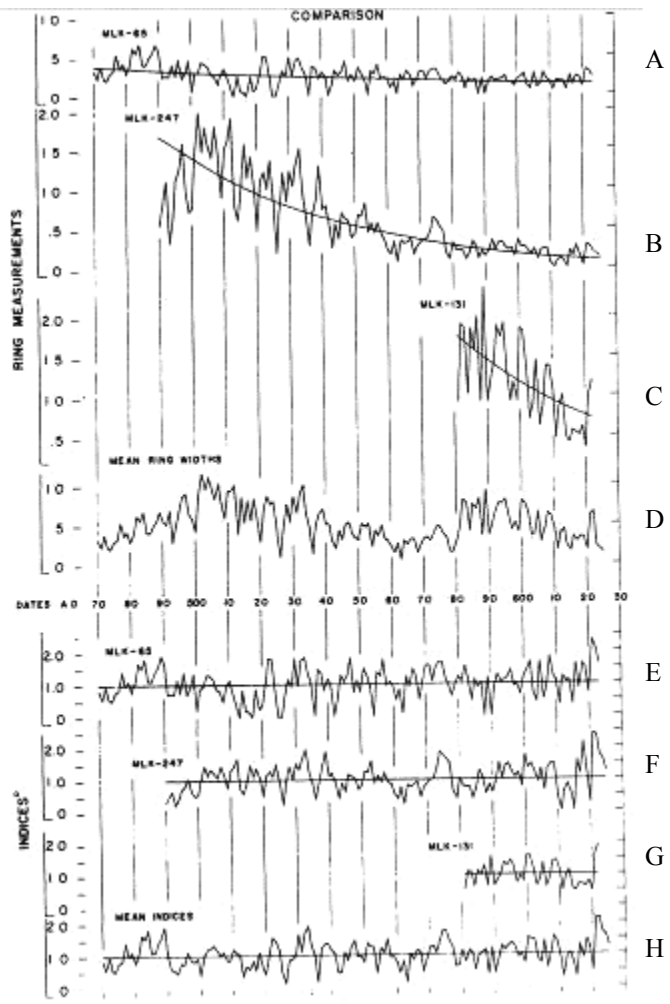 COMPARISON
1 0 -
MLK-65
A
.5 -
0 -
2.0 -
MLK-247
1.5 -
1.0 -
.5 -
B
0 -
RING MEASUREMENTS
MLK-131
2.0 -
1.5 -
C
1.0 -
.5 -
MEAN RING WIDTHS
1.0 -
.5 -
D
0 -
DATES A D 70 80 90 500 10 20 30 40 50 60 70 80 90 600 10 20 30
MLK-65
2.0 -
E
1.0 -
0 -
MLK-247
2.0 -
F
1.0 -
0
INDICES
MLK-131
2.0 -
G
1.0 -
0
MEAN INDICES
2.0 -
H
1.0 -
0